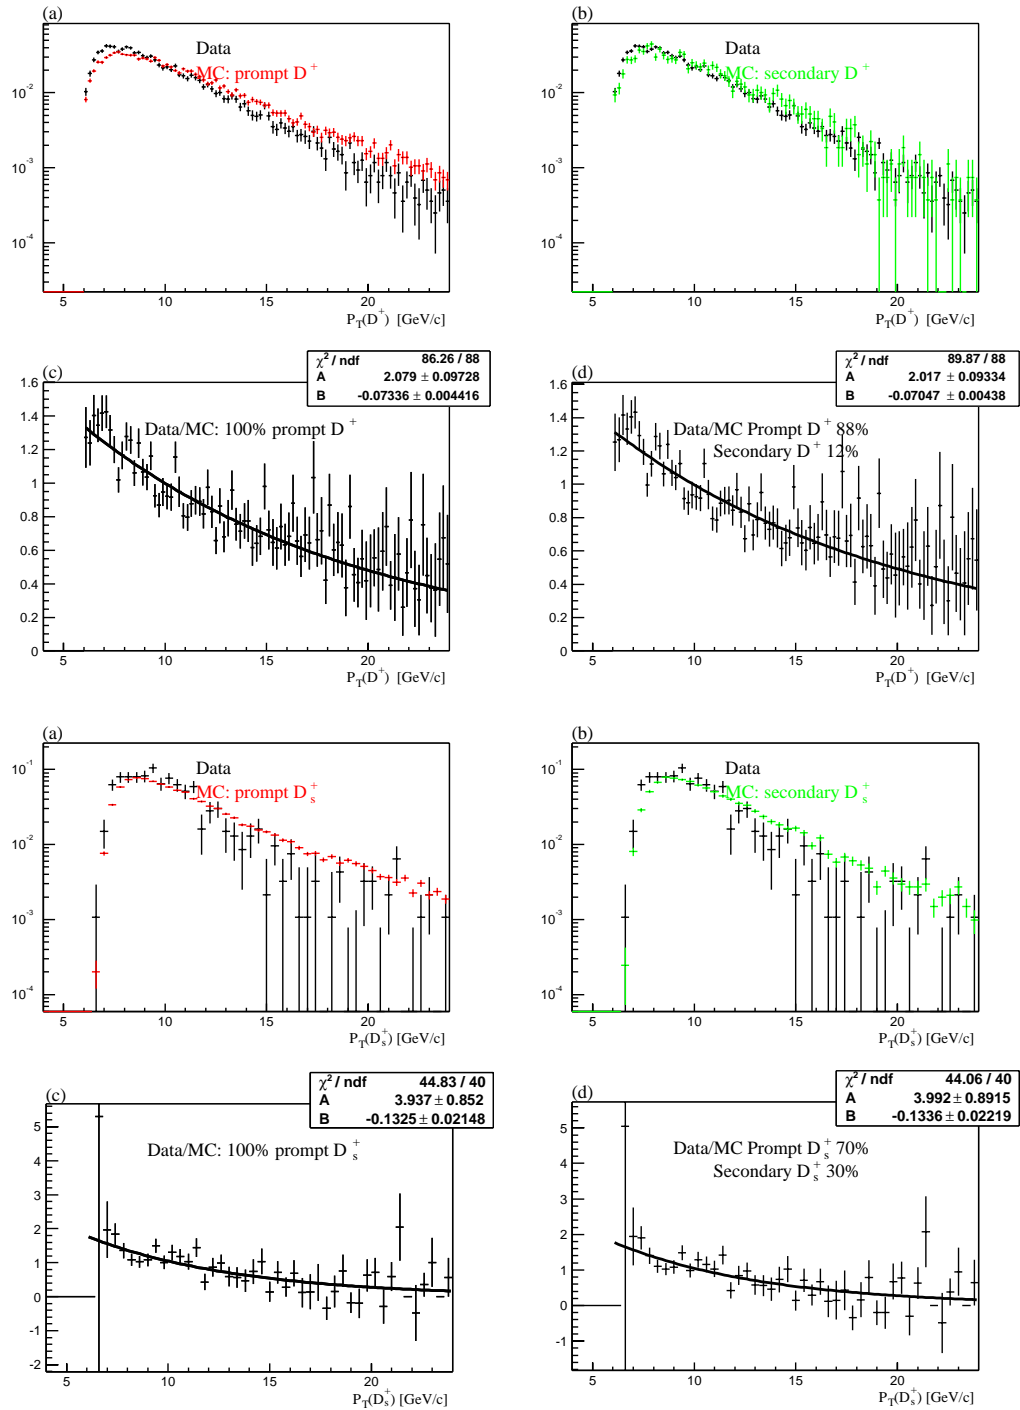 (a)
Data
MC: prompt D⁺
10⁻²
10⁻³
10⁻⁴
5 10 15 20
P_T(D⁺) [GeV/c]
(b)
Data
MC: secondary D⁺
10⁻²
10⁻³
10⁻⁴
5 10 15 20
P_T(D⁺) [GeV/c]
(c)
χ² / ndf 86.26 / 88
A 2.079 ± 0.09728
B -0.07336 ± 0.004416
Data/MC: 100% prompt D⁺
1.6
1.4
1.2
1
0.8
0.6
0.4
0.2
0
5 10 15 20
P_T(D⁺) [GeV/c]
(d)
χ² / ndf 89.87 / 88
A 2.017 ± 0.09334
B -0.07047 ± 0.00438
Data/MC Prompt D⁺ 88%
Secondary D⁺ 12%
1.6
1.4
1.2
1
0.8
0.6
0.4
0.2
0
5 10 15 20
P_T(D⁺) [GeV/c]
(a)
Data
MC: prompt D_s⁺
10⁻¹
10⁻²
10⁻³
10⁻⁴
5 10 15 20
P_T(D_s⁺) [GeV/c]
(b)
Data
MC: secondary D_s⁺
10⁻¹
10⁻²
10⁻³
10⁻⁴
5 10 15 20
P_T(D_s⁺) [GeV/c]
(c)
χ² / ndf 44.83 / 40
A 3.937 ± 0.852
B -0.1325 ± 0.02148
Data/MC: 100% prompt D_s⁺
5
4
3
2
1
0
-1
-2
5 10 15 20
P_T(D_s⁺) [GeV/c]
(d)
χ² / ndf 44.06 / 40
A 3.992 ± 0.8915
B -0.1336 ± 0.02219
Data/MC Prompt D_s⁺ 70%
Secondary D_s⁺ 30%
5
4
3
2
1
0
-1
5 10 15 20
P_T(D_s⁺) [GeV/c]